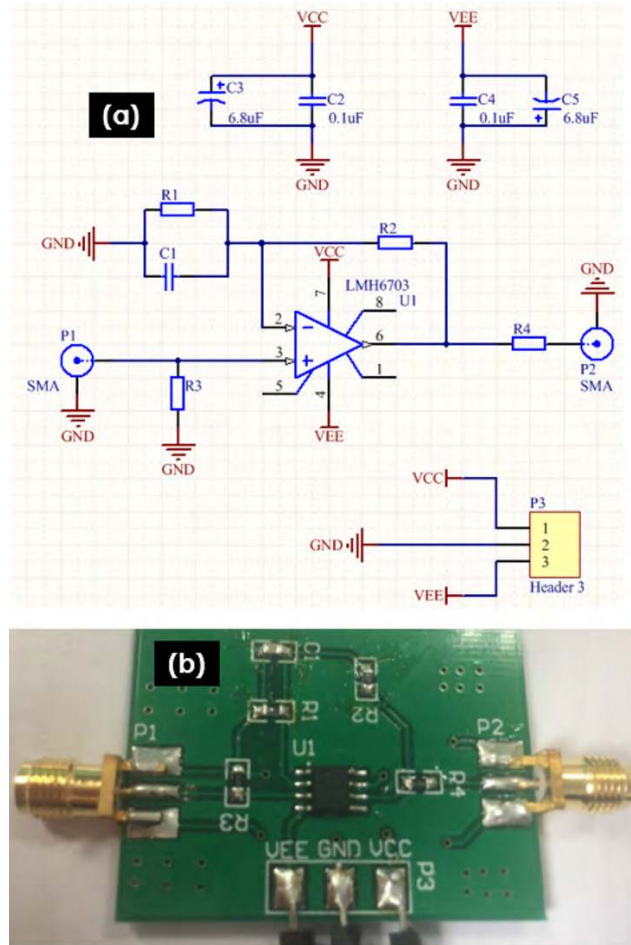 VCC
VEE
C3
C2
C4
C5
(a)
6.8uF
0.1uF
0.1uF
6.8uF
GND
GND
R1
GND
R2
C1
VCC
GND
LMH6703
7
8
U1
2
6
P1
3
R4
SMA
R3
5
4
1
P2
SMA
GND
GND
VEE
VCC
P3
1
GND
2
3
VEE
Header 3
(b)
C1
R2
P1
R1
U1
P2
R4
R3
VEE GND VCC
P3